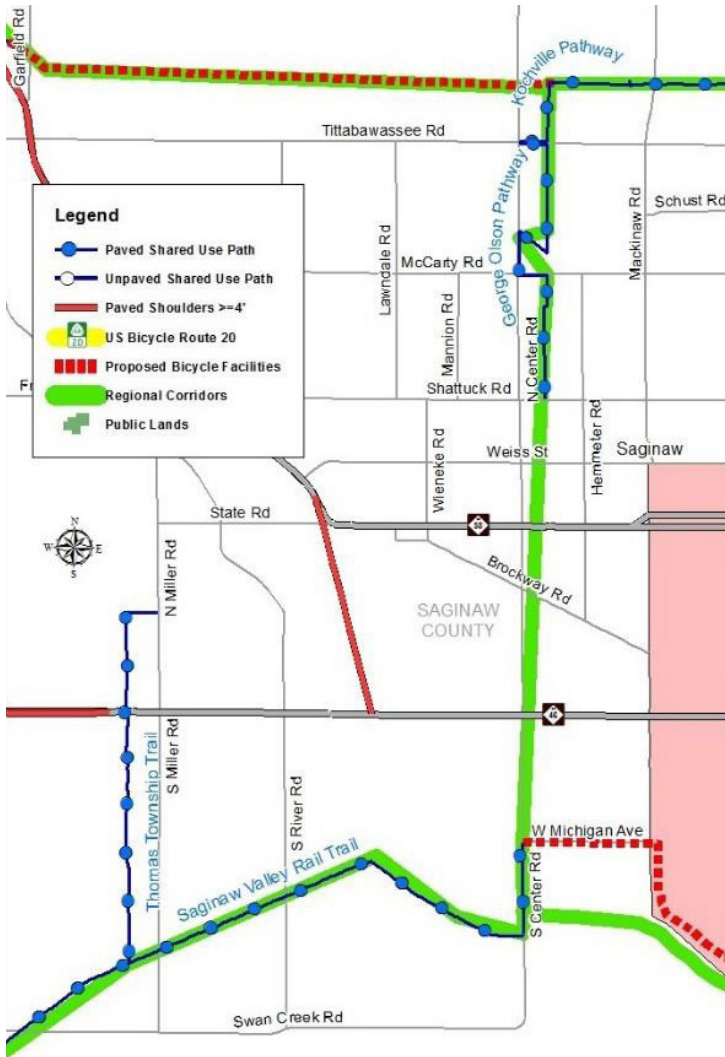 Garfield Rd
Kochville Pathway
Tittabawassee Rd
George Olson Pathway
Mackinaw Rd
Schust Rd
Lawndale Rd
McCarty Rd
Mannion Rd
N Center Rd
Shattuck Rd
Hemmeter Rd
Wieneke Rd
Weiss St
Saginaw
Legend
Paved Shared Use Path
Unpaved Shared Use Path
Paved Shoulders >=4'
20
US Bicycle Route 20
Proposed Bicycle Facilities
Regional Corridors
Public Lands
Fr
State Rd
58
N
W E
S
N Miller Rd
Brockway Rd
SAGINAW
COUNTY
46
S Miller Rd
Thomas Township Trail
S River Rd
W Michigan Ave
Saginaw Valley Rail Trail
S Center Rd
Swan Creek Rd